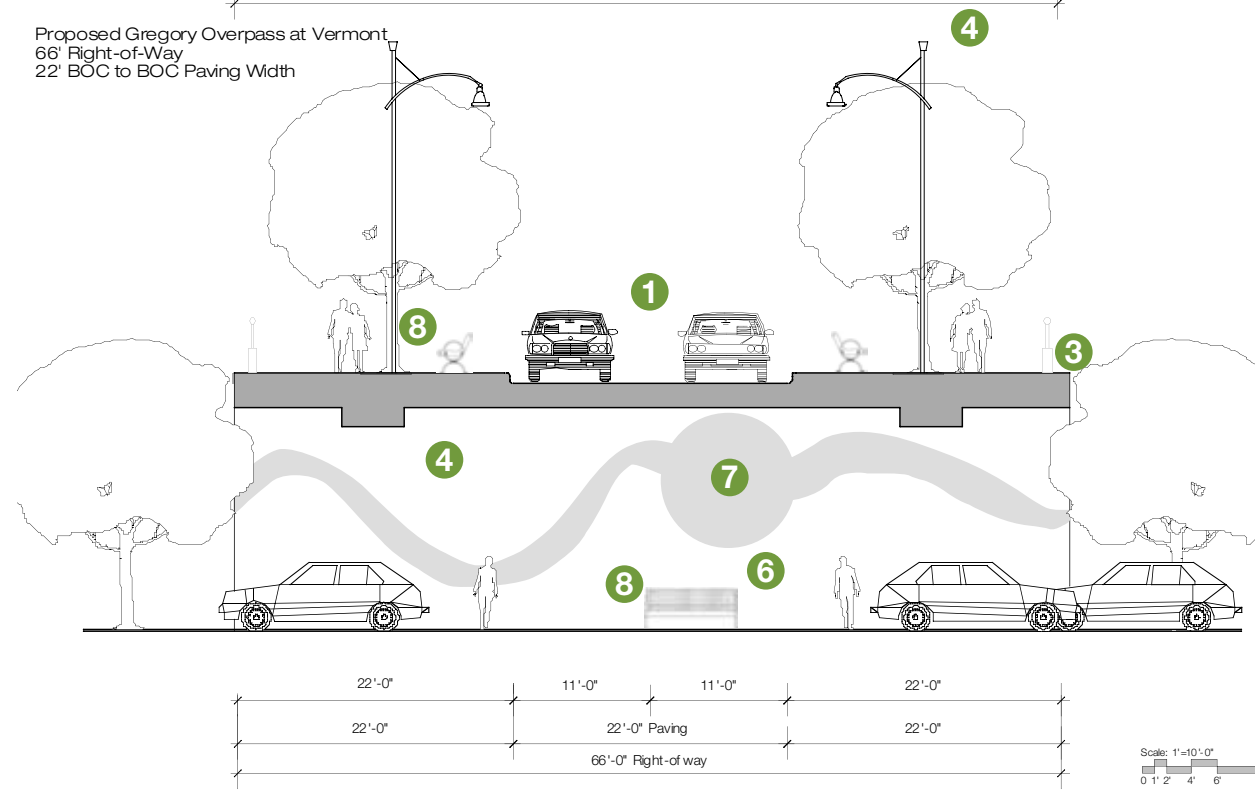 Proposed Gregory Overpass at Vermont
66' Right-of-Way
22' BOC to BOC Paving Width
4
1
8
3
4
7
6
8
22'-0" 11'-0" 11'-0" 22'-0"
22'-0" 22'-0" Paving 22'-0"
66'-0" Right-of way
Scale: 1'=10'-0"
0 1' 2' 4' 6'